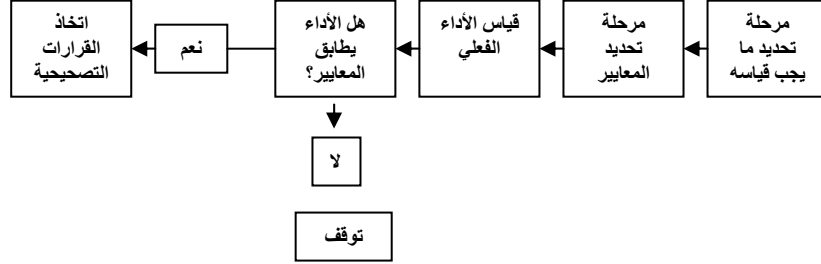 مرحلة
تحديد ما
يجب قياسه
مرحلة
تحديد
المعايير
قياس الأداء
الفعلي
هل الأداء
يطابق
المعايير؟
نعم
اتخاذ
القرارات
التصحيحية
لا
توقف